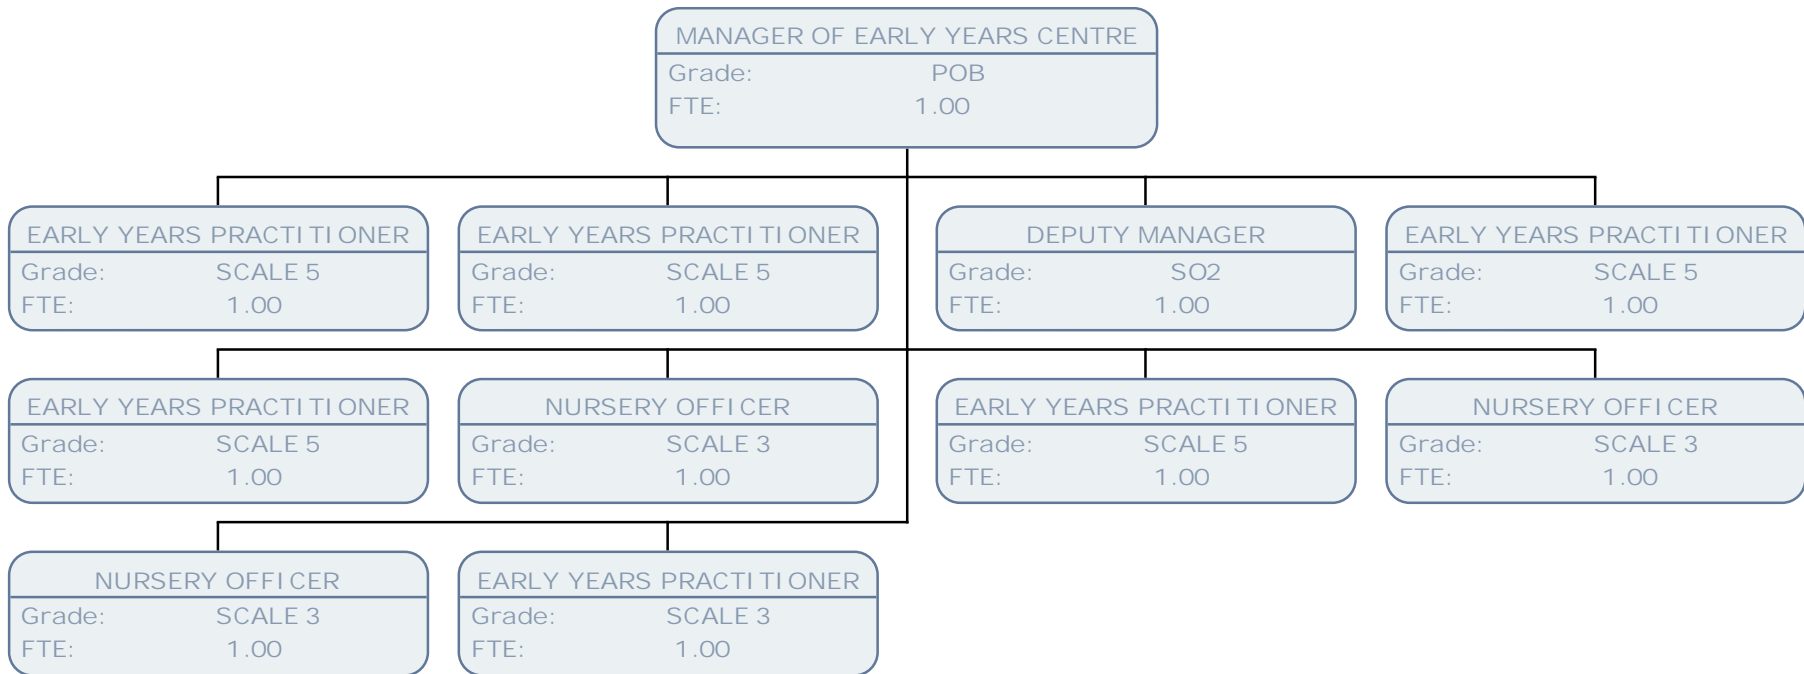 MANAGER OF EARLY YEARS CENTRE
Grade: POB
FTE: 1.00
EARLY YEARS PRACTITIONER
Grade: SCALE 5
FTE: 1.00
EARLY YEARS PRACTITIONER
Grade: SCALE 5
FTE: 1.00
DEPUTY MANAGER
Grade: SO2
FTE: 1.00
EARLY YEARS PRACTITIONER
Grade: SCALE 5
FTE: 1.00
EARLY YEARS PRACTITIONER
Grade: SCALE 5
FTE: 1.00
NURSERY OFFICER
Grade: SCALE 3
FTE: 1.00
EARLY YEARS PRACTITIONER
Grade: SCALE 5
FTE: 1.00
NURSERY OFFICER
Grade: SCALE 3
FTE: 1.00
NURSERY OFFICER
Grade: SCALE 3
FTE: 1.00
EARLY YEARS PRACTITIONER
Grade: SCALE 3
FTE: 1.00